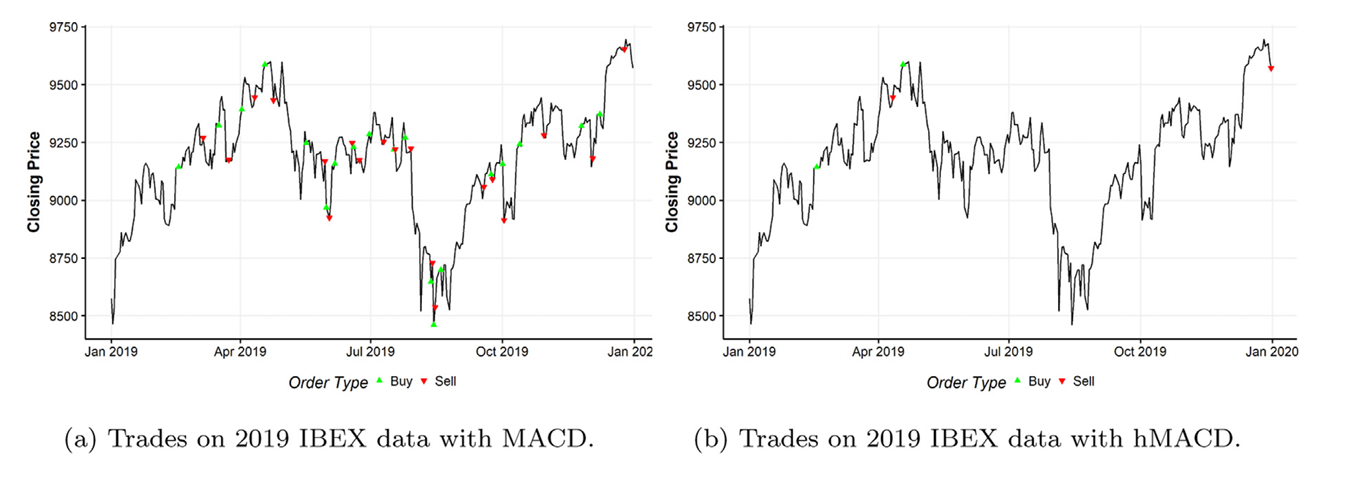 9750
9500
9250
9000
8750
8500
Closing Price
Jan 2019 Apr 2019 Jul 2019 Oct 2019 Jan 202
Order Type Buy Sell
(a) Trades on 2019 IBEX data with MACD.
9750
9500
9250
9000
8750
8500
Closing Price
Jan 2019 Apr 2019 Jul 2019 Oct 2019 Jan 2020
Order Type Buy Sell
(b) Trades on 2019 IBEX data with hMACD.